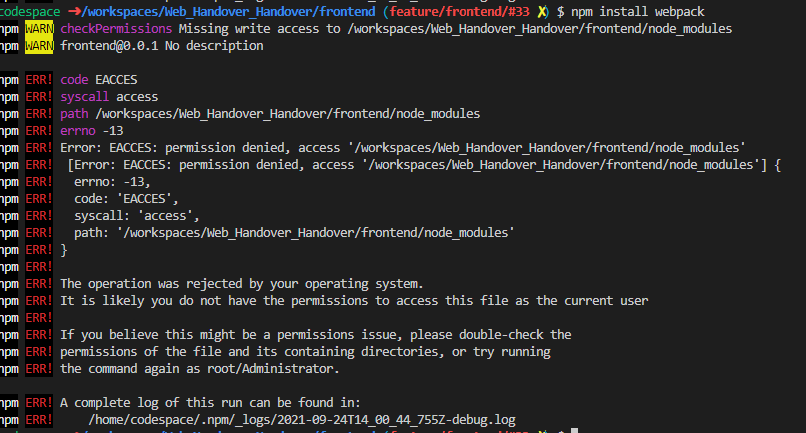 codespace ➜/workspaces/Web_Handover_Handover/frontend (feature/frontend/#33 ✗) $ npm install webpack
npm WARN checkPermissions Missing write access to /workspaces/Web_Handover_Handover/frontend/node_modules
npm WARN frontend@0.0.1 No description
npm ERR! code EACCES
npm ERR! syscall access
npm ERR! path /workspaces/Web_Handover_Handover/frontend/node_modules
npm ERR! errno -13
npm ERR! Error: EACCES: permission denied, access '/workspaces/Web_Handover_Handover/frontend/node_modules'
npm ERR!  [Error: EACCES: permission denied, access '/workspaces/Web_Handover_Handover/frontend/node_modules'] {
npm ERR!   errno: -13,
npm ERR!   code: 'EACCES',
npm ERR!   syscall: 'access',
npm ERR!   path: '/workspaces/Web_Handover_Handover/frontend/node_modules'
npm ERR! }
npm ERR!
npm ERR! The operation was rejected by your operating system.
npm ERR! It is likely you do not have the permissions to access this file as the current user
npm ERR!
npm ERR! If you believe this might be a permissions issue, please double-check the
npm ERR! permissions of the file and its containing directories, or try running
npm ERR! the command again as root/Administrator.
npm ERR! A complete log of this run can be found in:
npm ERR!     /home/codespace/.npm/_logs/2021-09-24T14_00_44_755Z-debug.log